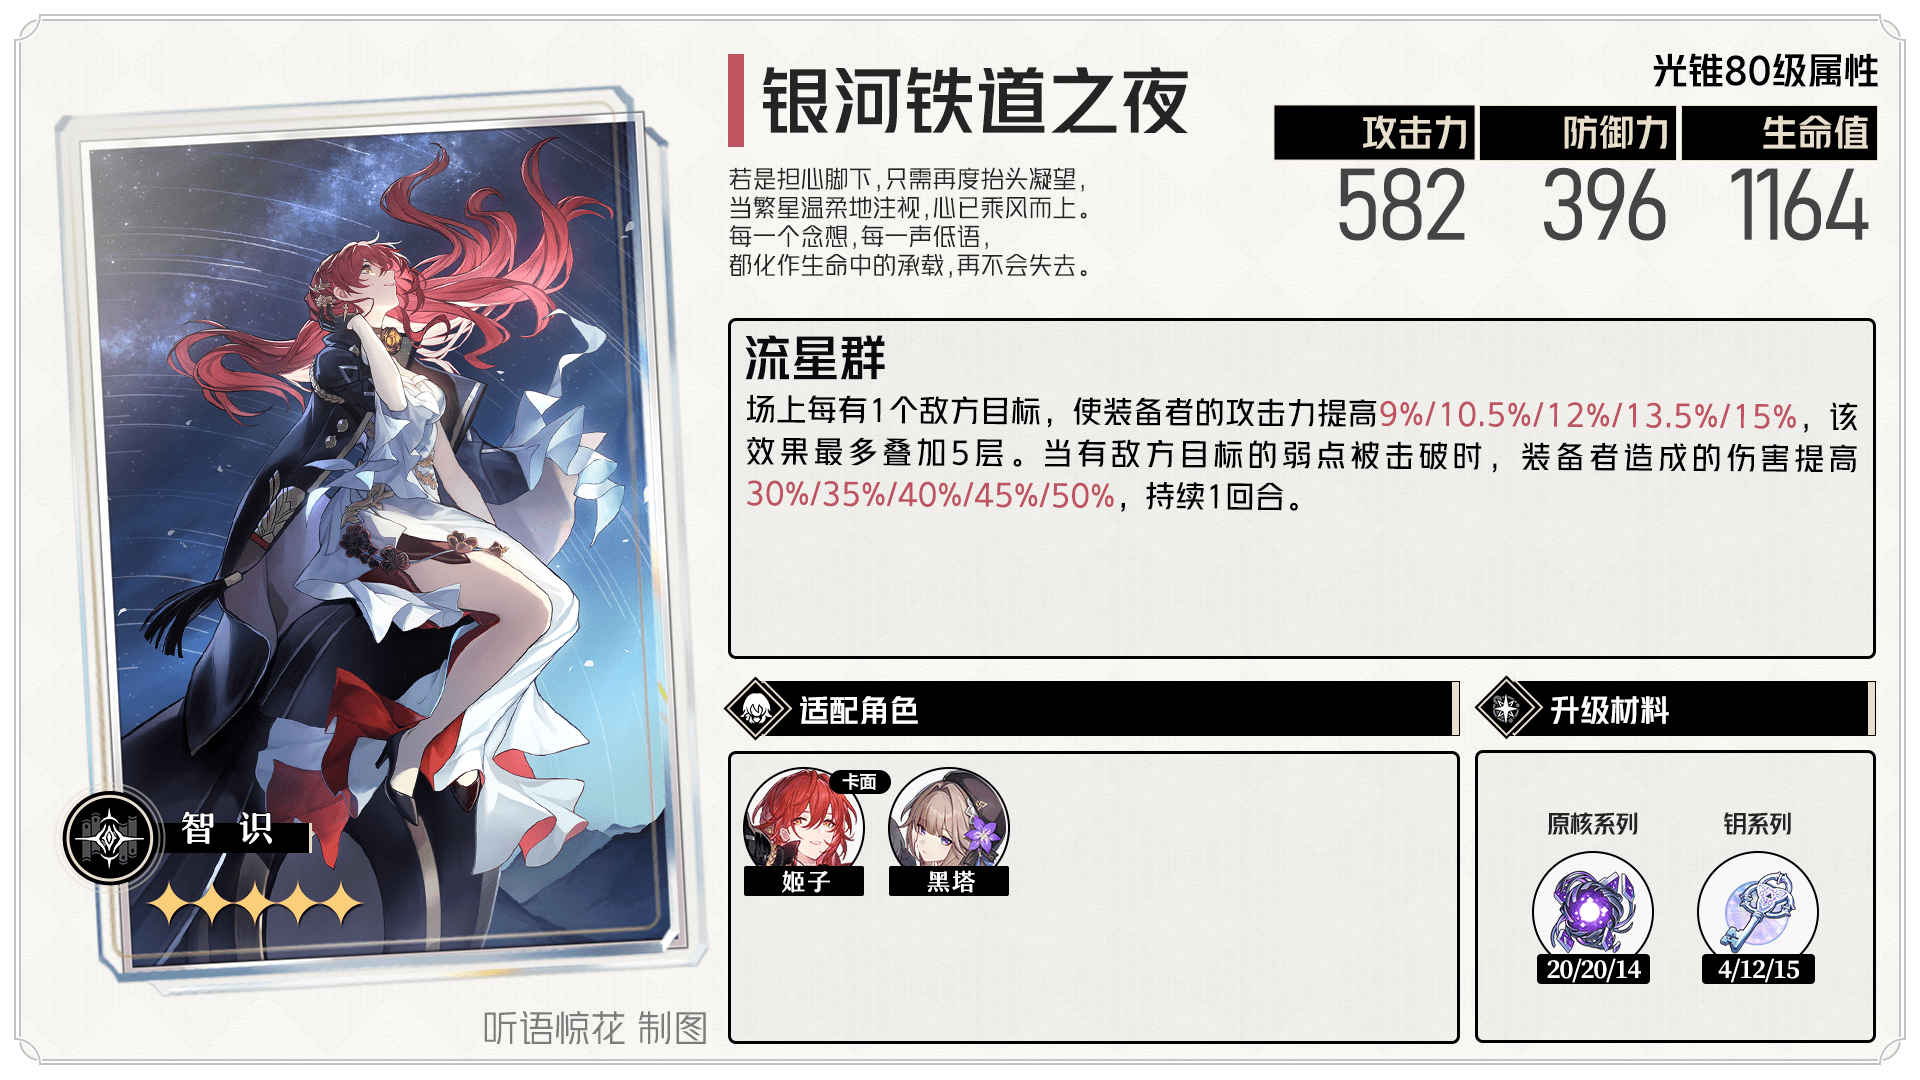 银河铁道之夜
若是担心脚下,只需再度抬头凝望,
当繁星温柔地注视,心已乘风而上。
每一个念想,每一声低语,
都化作生命中的承载,再不会失去。
光锥80级属性
攻击力 防御力 生命值
582 396 1164
流星群
场上每有1个敌方目标，使装备者的攻击力提高9%/10.5%/12%/13.5%/15%，该
效果最多叠加5层。当有敌方目标的弱点被击破时，装备者造成的伤害提高
30%/35%/40%/45%/50%，持续1回合。
智识
适配角色
卡面
姬子 黑塔
升级材料
原核系列 钥系列
20/20/14 4/12/15
听语惊花 制图